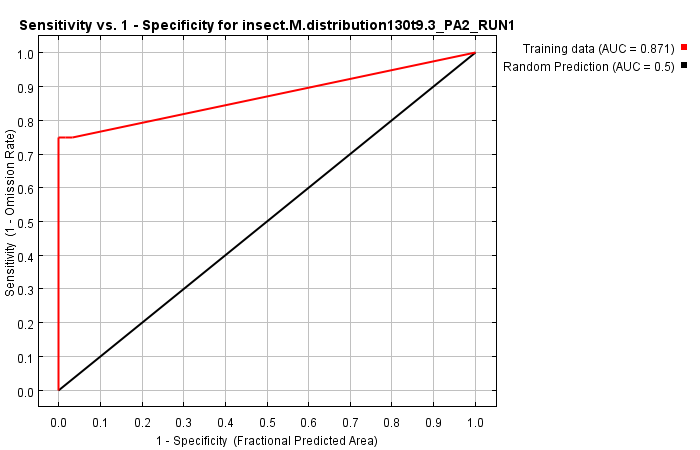 Sensitivity vs. 1 - Specificity for insect.M.distribution130t9.3_PA2_RUN1
Training data (AUC = 0.871)
Random Prediction (AUC = 0.5)
Sensitivity (1 - Omission Rate)
1.0
0.9
0.8
0.7
0.6
0.5
0.4
0.3
0.2
0.1
0.0
0.0 0.1 0.2 0.3 0.4 0.5 0.6 0.7 0.8 0.9 1.0
1 - Specificity (Fractional Predicted Area)